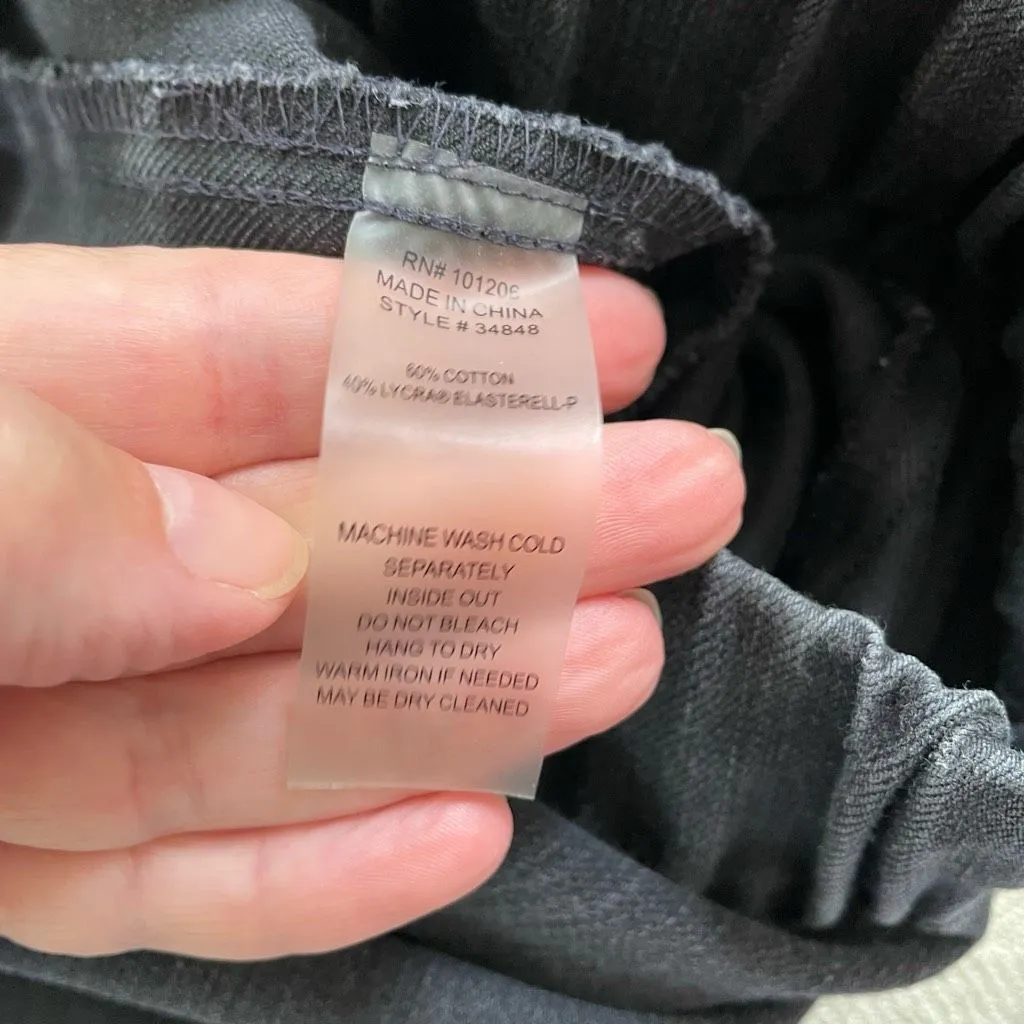 RN# 101206
MADE IN CHINA
STYLE # 34848
60% COTTON
40% LYCRA® ELASTERELL-P
MACHINE WASH COLD
SEPARATELY
INSIDE OUT
DO NOT BLEACH
HANG TO DRY
WARM IRON IF NEEDED
MAY BE DRY CLEANED